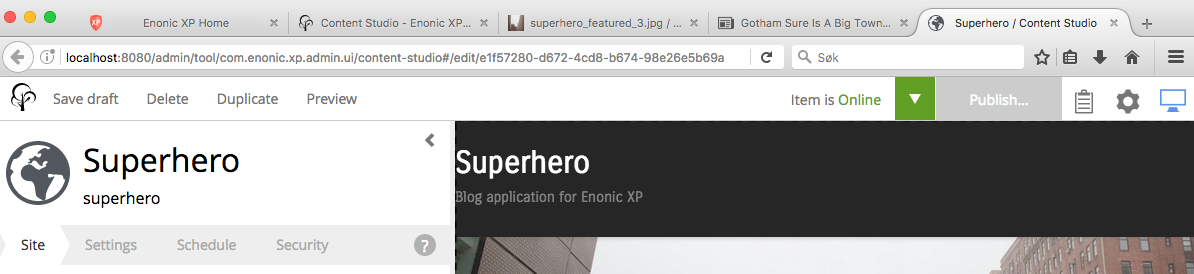 XP Enonic XP Home × Content Studio - Enonic XP... × superhero_featured_3.jpg / ... × Gotham Sure Is A Big Town... × Superhero / Content Studio × +
localhost:8080/admin/tool/com.enonic.xp.admin.ui/content-studio#/edit/e1f57280-d672-4cd8-b674-98e26e5b69a Søk
Save draft Delete Duplicate Preview Item is Online Publish...
Superhero
superhero
Site Settings Schedule Security ?
Superhero
Blog application for Enonic XP